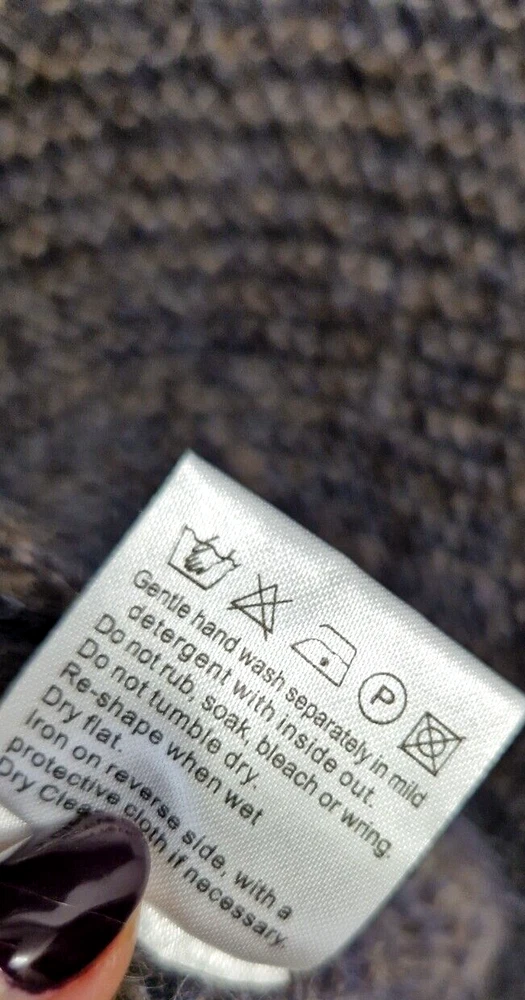 P
Gentle hand wash separately in mild
detergent with inside out.
Do not rub, soak, bleach or wring.
Do not tumble dry.
Re-shape when wet
Dry flat.
Iron on reverse side, with a
protective cloth if necessary.
Dry